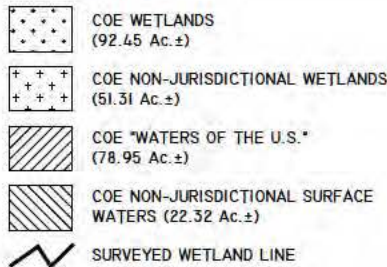 COE WETLANDS
(92.45 Ac.±)
COE NON-JURISDICTIONAL WETLANDS
(51.31 Ac.±)
COE "WATERS OF THE U.S."
(78.95 Ac.±)
COE NON-JURISDICTIONAL SURFACE
WATERS (22.32 Ac.±)
SURVEYED WETLAND LINE